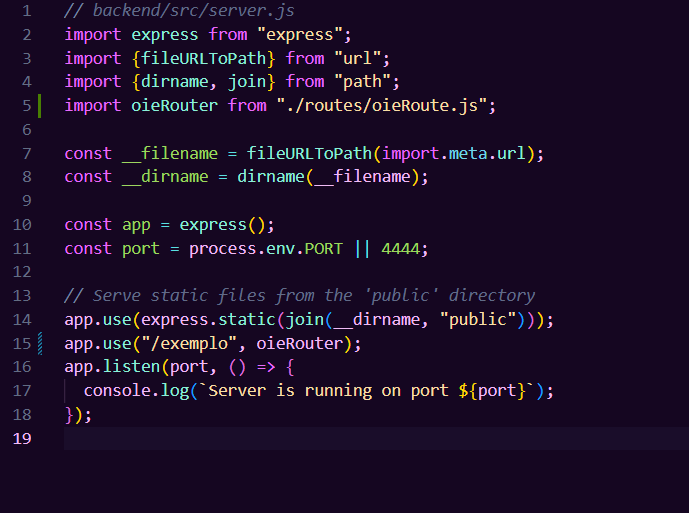 1 // backend/src/server.js
2 import express from "express";
3 import {fileURLToPath} from "url";
4 import {dirname, join} from "path";
5 import oieRouter from "./routes/oieRoute.js";
6
7 const __filename = fileURLToPath(import.meta.url);
8 const __dirname = dirname(__filename);
9
10 const app = express();
11 const port = process.env.PORT || 4444;
12
13 // Serve static files from the 'public' directory
14 app.use(express.static(join(__dirname, "public")));
15 app.use("/exemplo", oieRouter);
16 app.listen(port, () => {
17   console.log(`Server is running on port ${port}`);
18 });
19